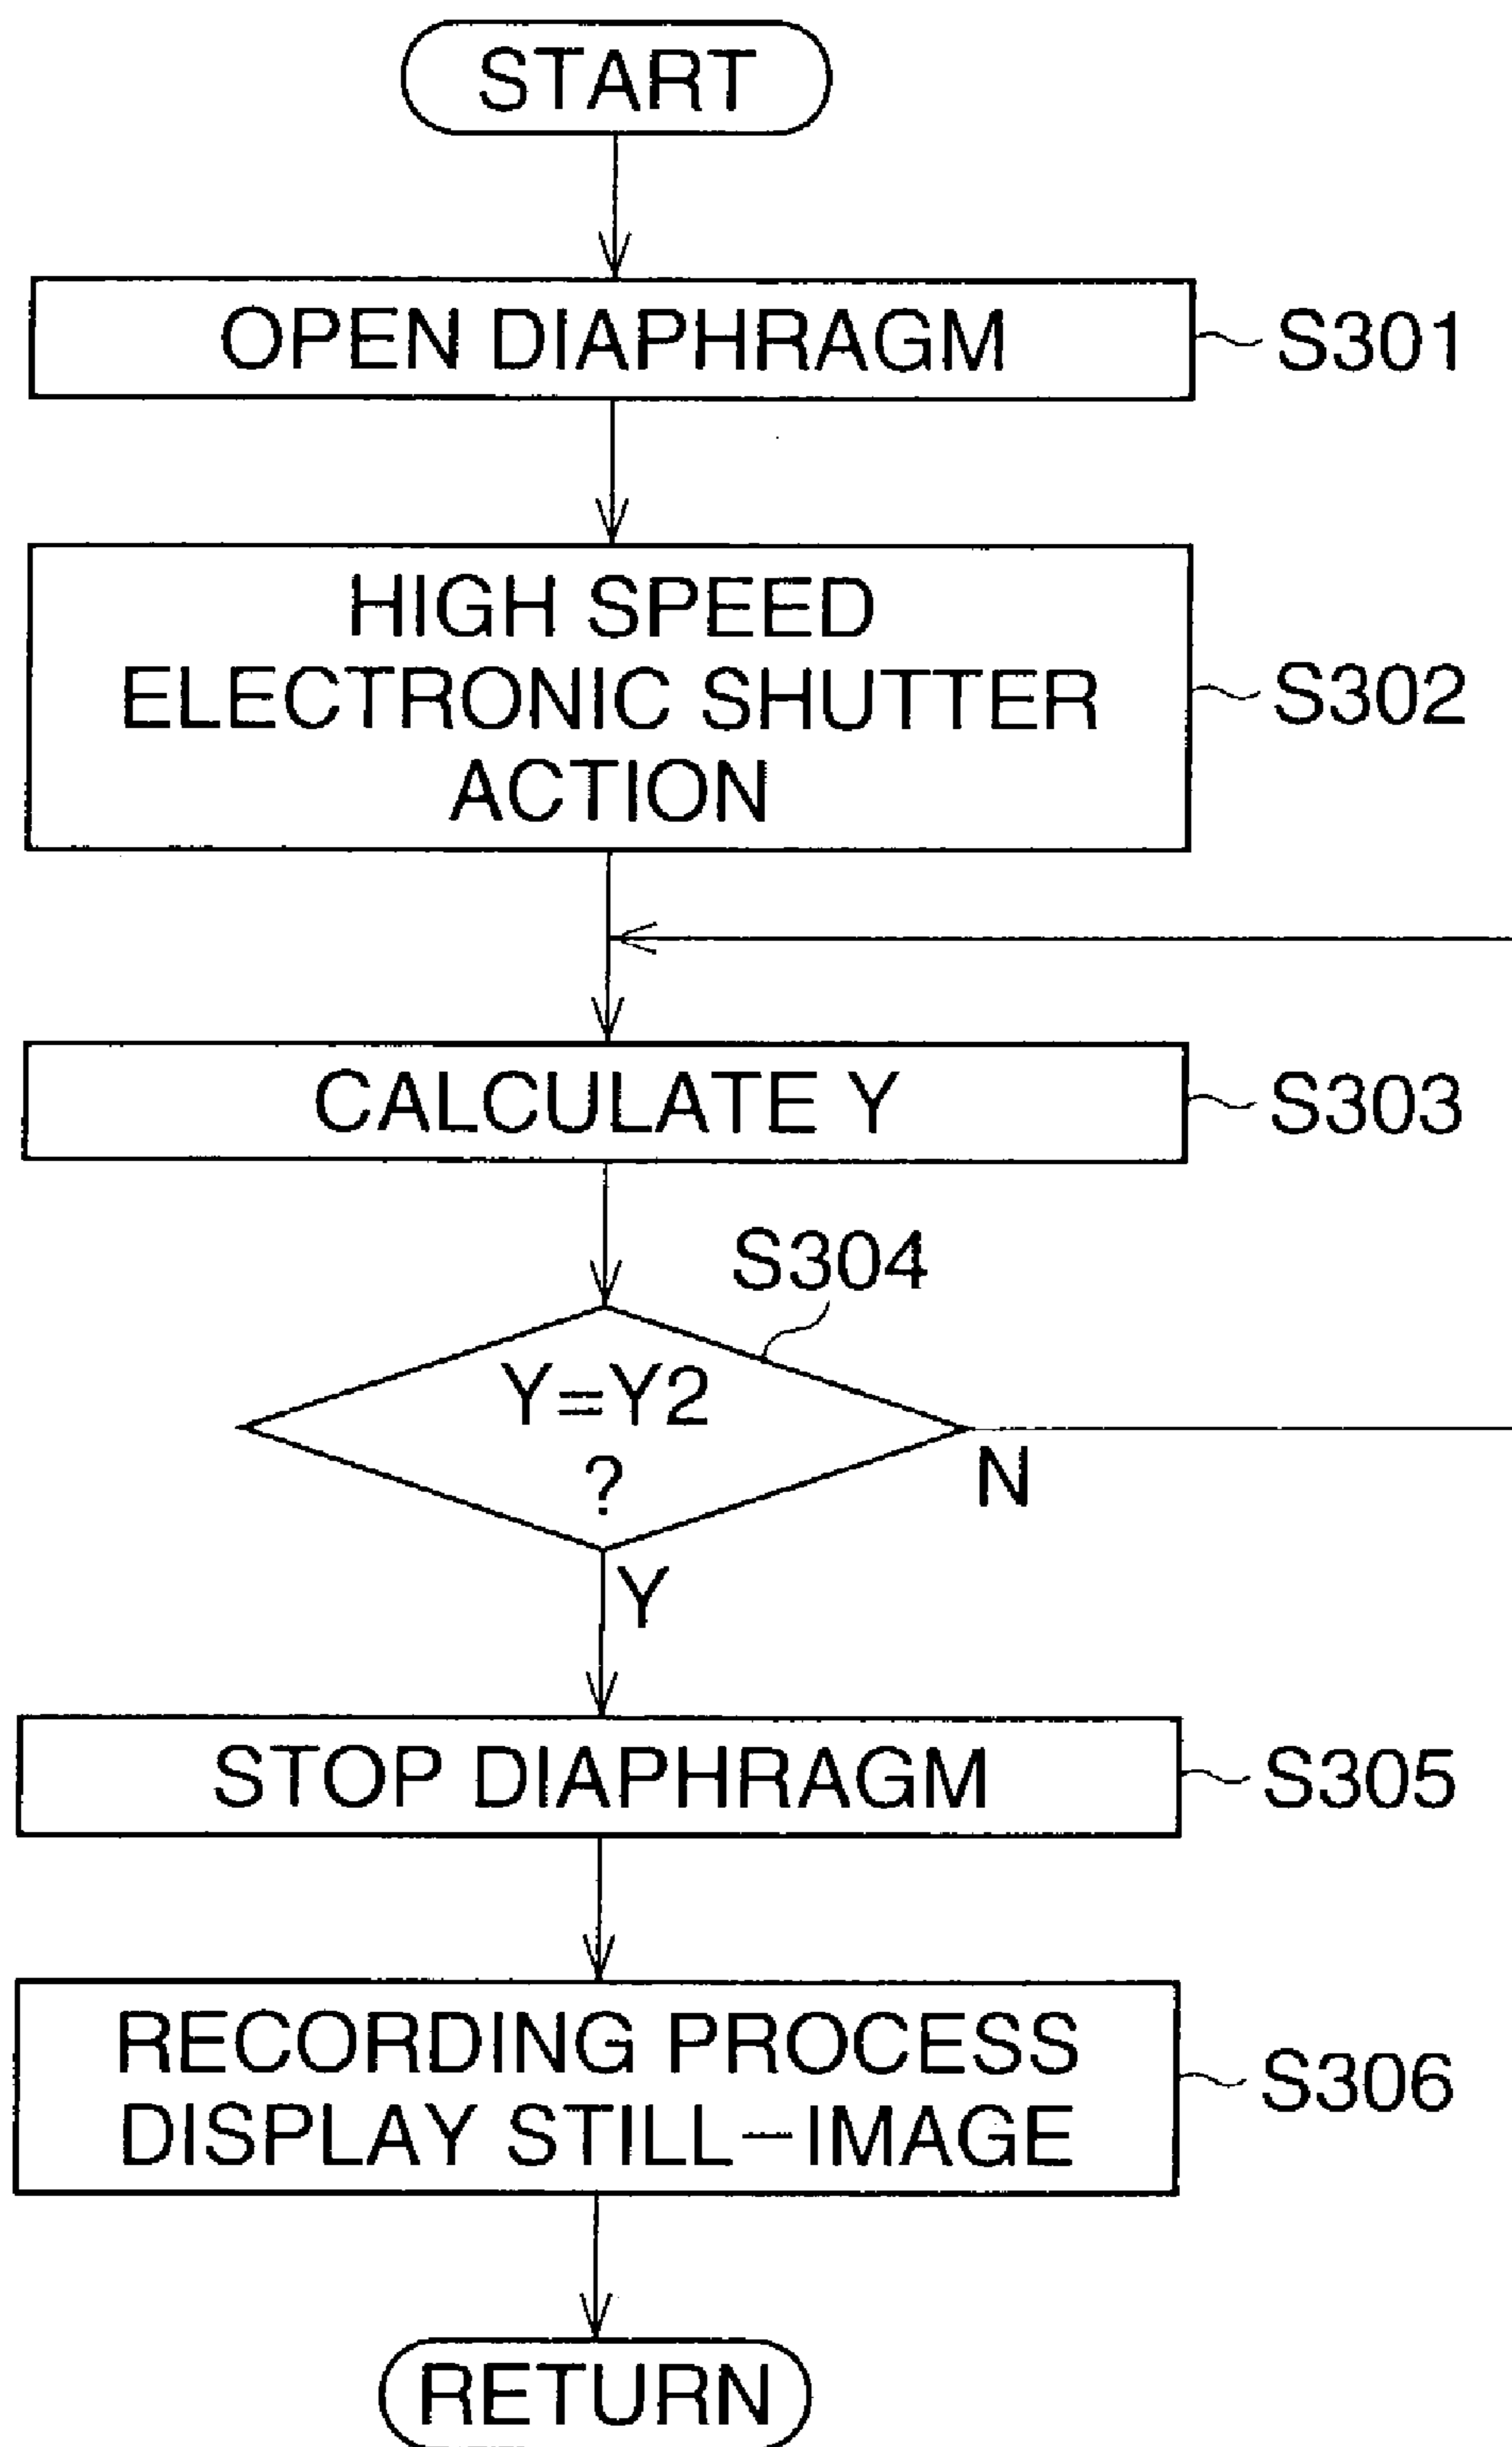 START
OPEN DIAPHRAGM
S301
HIGH SPEED
ELECTRONIC SHUTTER
ACTION
S302
CALCULATE Y
S303
S304
Y=Y2
?
N
Y
STOP DIAPHRAGM
S305
RECORDING PROCESS
DISPLAY STILL-IMAGE
S306
RETURN